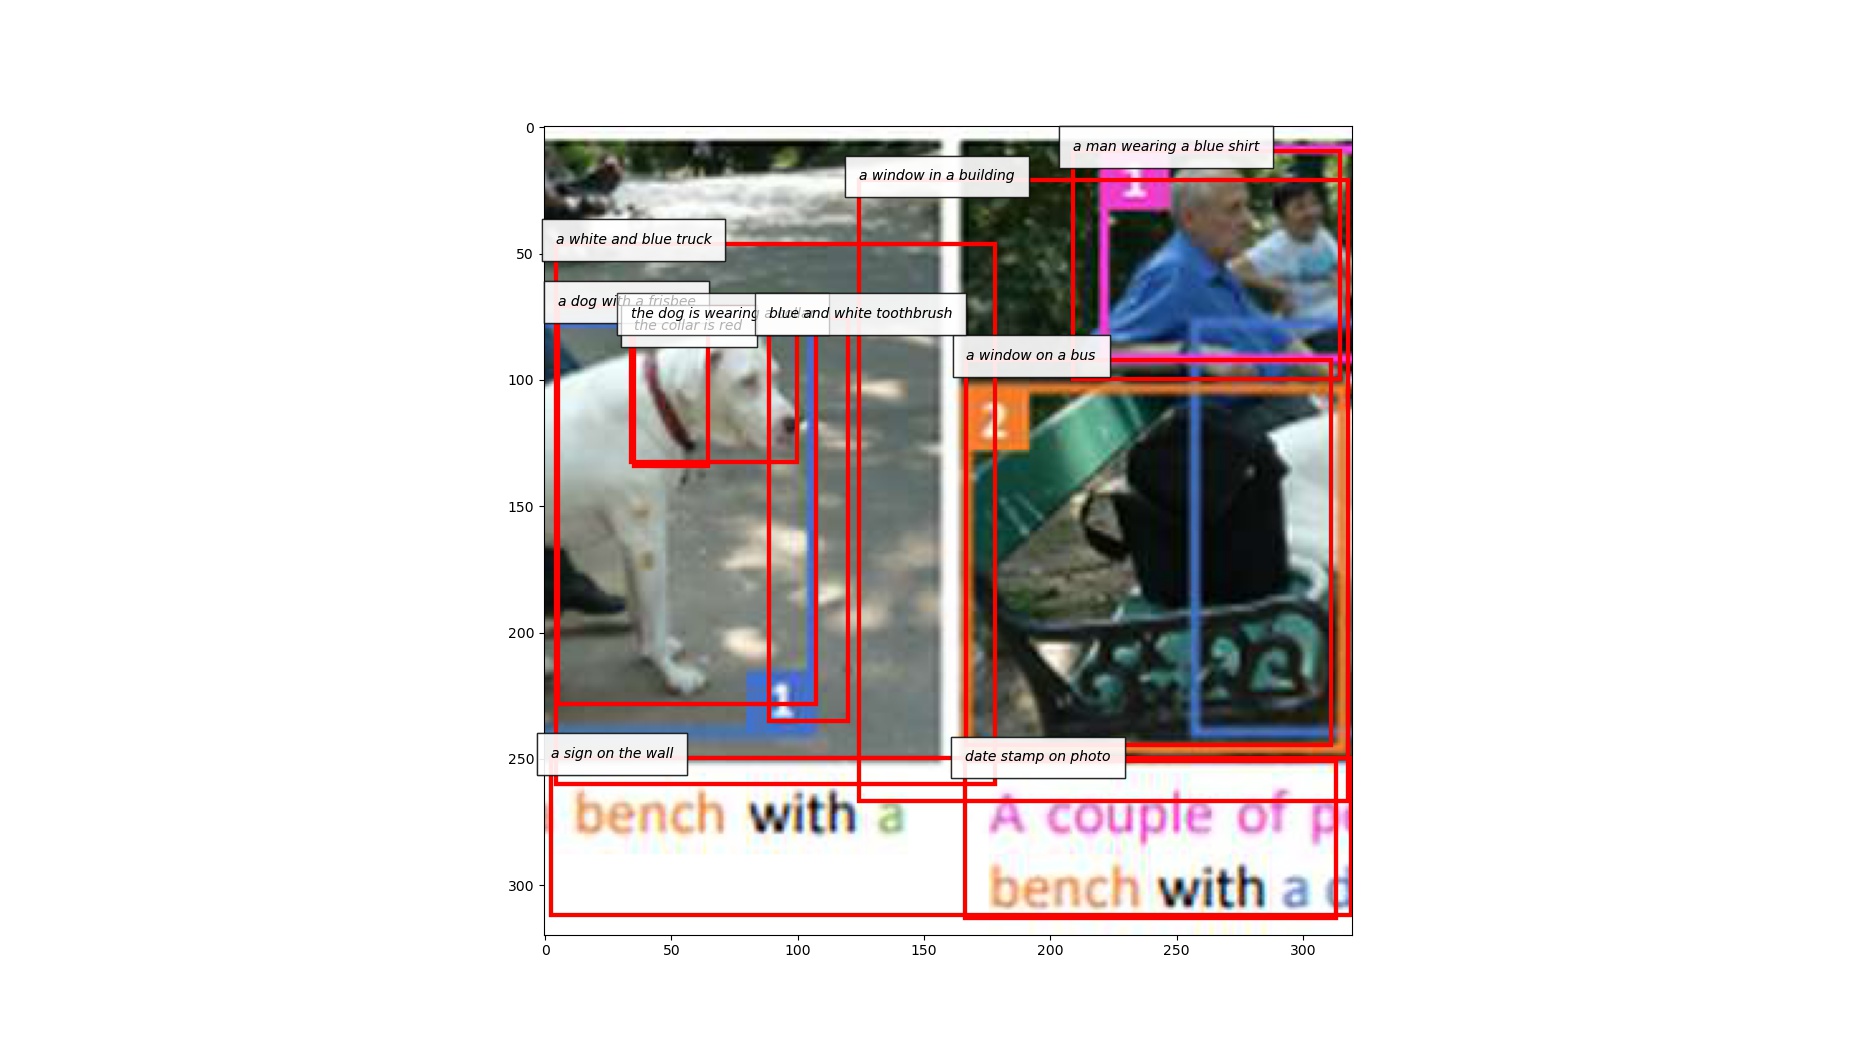 0
a man wearing a blue shirt
1
a window in a building
a white and blue truck
50
a dog with a frisbee
the dog is wearing a collar
blue and white toothbrush
the collar is red
a window on a bus
100
2
150
200
1
250
a sign on the wall
date stamp on photo
bench with a
A couple of
300
bench with a
0 50 100 150 200 250 300